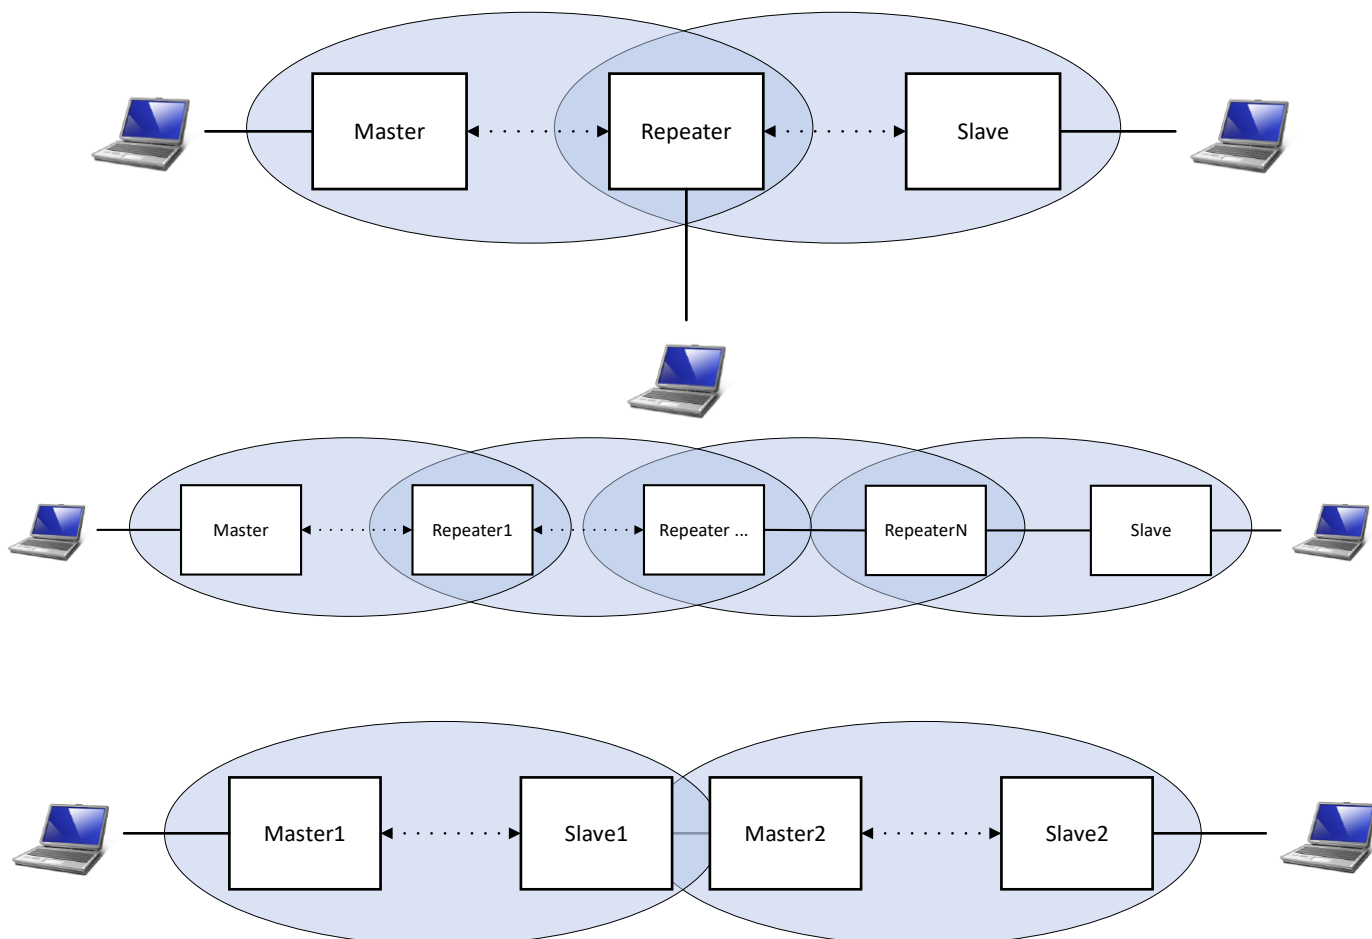 Master
Repeater
Slave
Master
Repeater1
Repeater ...
RepeaterN
Slave
Master1
Slave1
Master2
Slave2